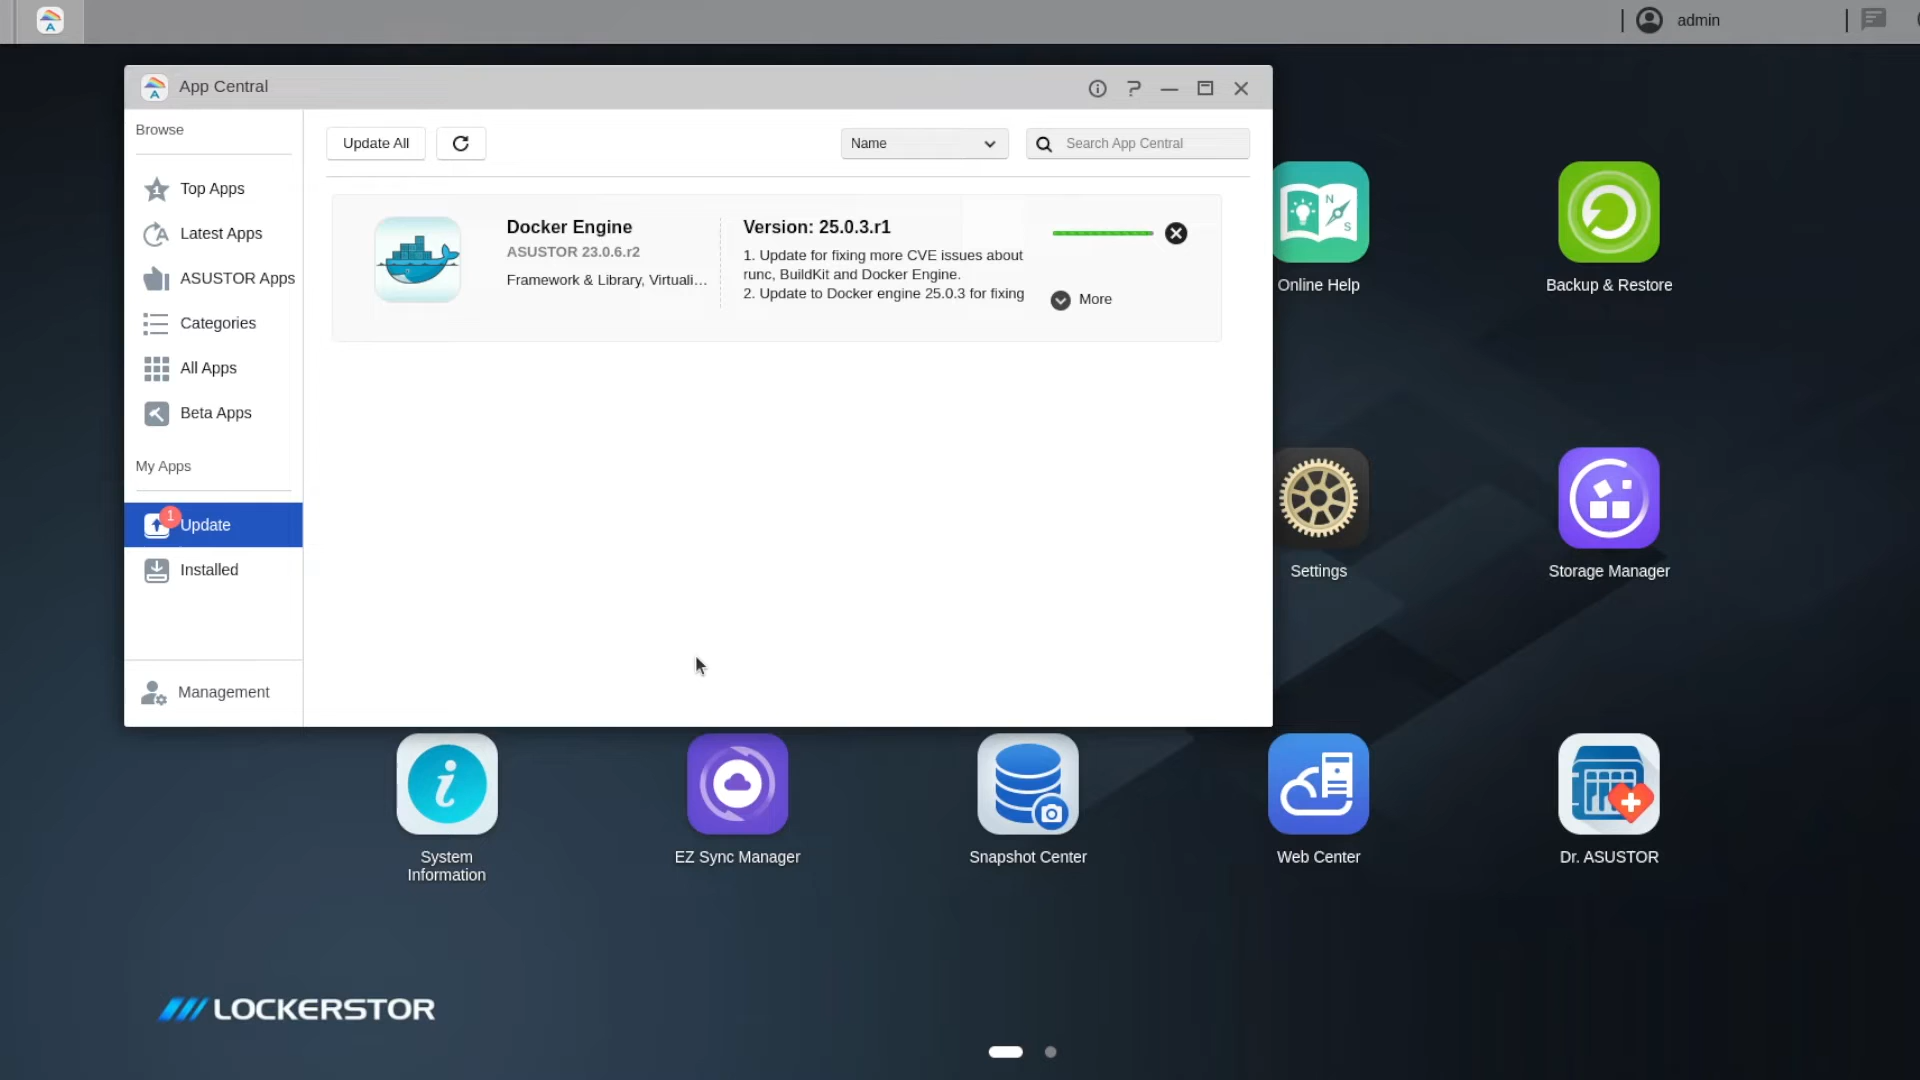 admin
App Central
Browse
Update All
Name
Search App Central
Top Apps
Latest Apps
ASUSTOR Apps
Categories
All Apps
Beta Apps
My Apps
1
Update
Installed
Management
Docker Engine
ASUSTOR 23.0.6.r2
Framework & Library, Virtuali...
Version: 25.0.3.r1
1. Update for fixing more CVE issues about
runc, BuildKit and Docker Engine.
2. Update to Docker engine 25.0.3 for fixing
More
Online Help
Backup & Restore
Settings
Storage Manager
System
Information
EZ Sync Manager
Snapshot Center
Web Center
Dr. ASUSTOR
LOCKERSTOR